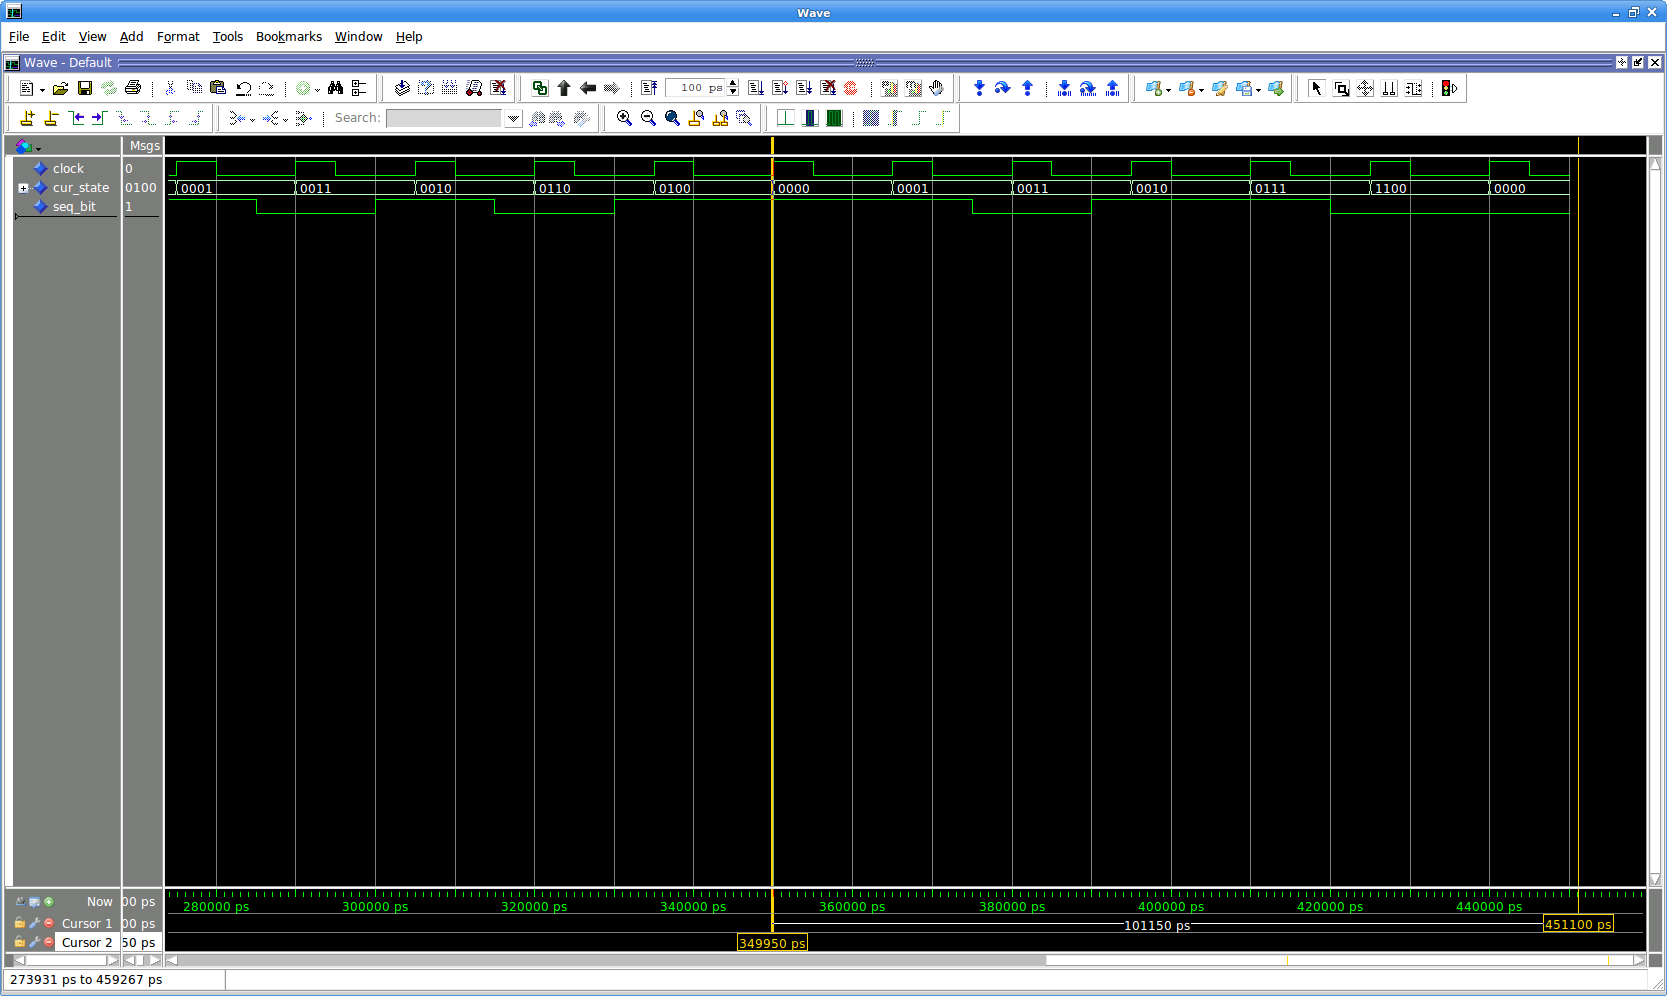 Wave
File Edit View Add Format Tools Bookmarks Window Help
Wave - Default
100 ps
Search:
Msgs
clock 0
cur_state 0100 0001 0011 0010 0110 0100 0000 0001 0011 0010 0111 1100 0000
seq_bit 1
Now 00 ps 280000 ps 300000 ps 320000 ps 340000 ps 360000 ps 380000 ps 400000 ps 420000 ps 440000 ps
Cursor 1 00 ps 101150 ps 451100 ps
Cursor 2 50 ps 349950 ps
273931 ps to 459267 ps